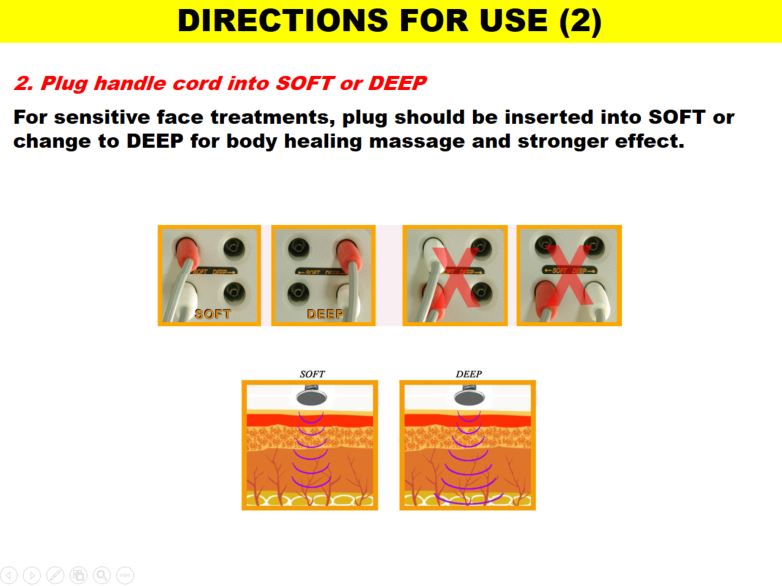 DIRECTIONS FOR USE (2)
2. Plug handle cord into SOFT or DEEP
For sensitive face treatments, plug should be inserted into SOFT or
change to DEEP for body healing massage and stronger effect.
SOFT DEEP→
←SOFT DEEP
←SOFT DEEP→
SOFT
DEEP
SOFT
DEEP